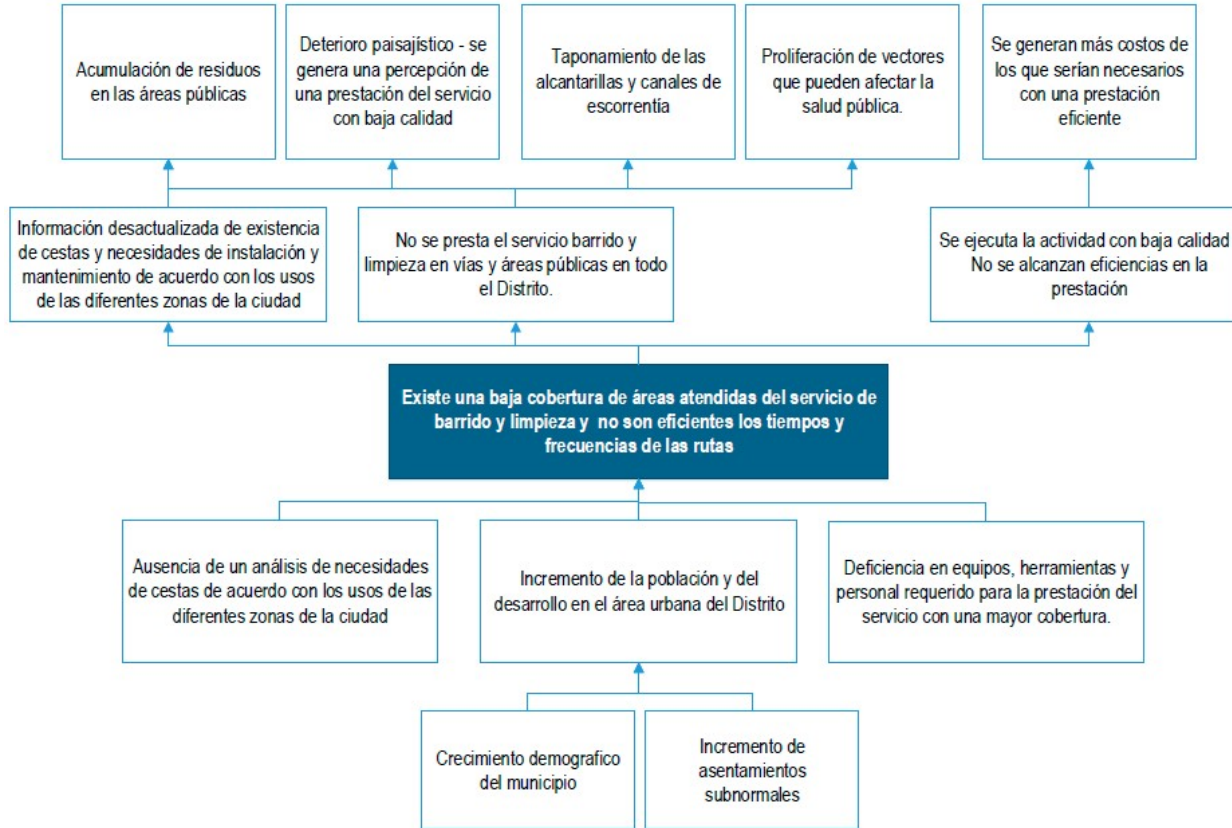 Acumulación de residuos
en las áreas públicas
Deterioro paisajístico - se
genera una percepción de
una prestación del servicio
con baja calidad
Taponamiento de las
alcantarillas y canales de
escorrentía
Proliferación de vectores
que pueden afectar la
salud pública.
Se generan más costos de
los que serían necesarios
con una prestación
eficiente
Información desactualizada de existencia
de cestas y necesidades de instalación y
mantenimiento de acuerdo con los usos
de las diferentes zonas de la ciudad
No se presta el servicio barrido y
limpieza en vías y áreas públicas en todo
el Distrito.
Se ejecuta la actividad con baja calidad
No se alcanzan eficiencias en la
prestación
Existe una baja cobertura de áreas atendidas del servicio de
barrido y limpieza y no son eficientes los tiempos y
frecuencias de las rutas
Ausencia de un análisis de necesidades
de cestas de acuerdo con los usos de las
diferentes zonas de la ciudad
Incremento de la población y del
desarrollo en el área urbana del Distrito
Deficiencia en equipos, herramientas y
personal requerido para la prestación del
servicio con una mayor cobertura.
Crecimiento demografico
del municipio
Incremento de
asentamientos
subnormales